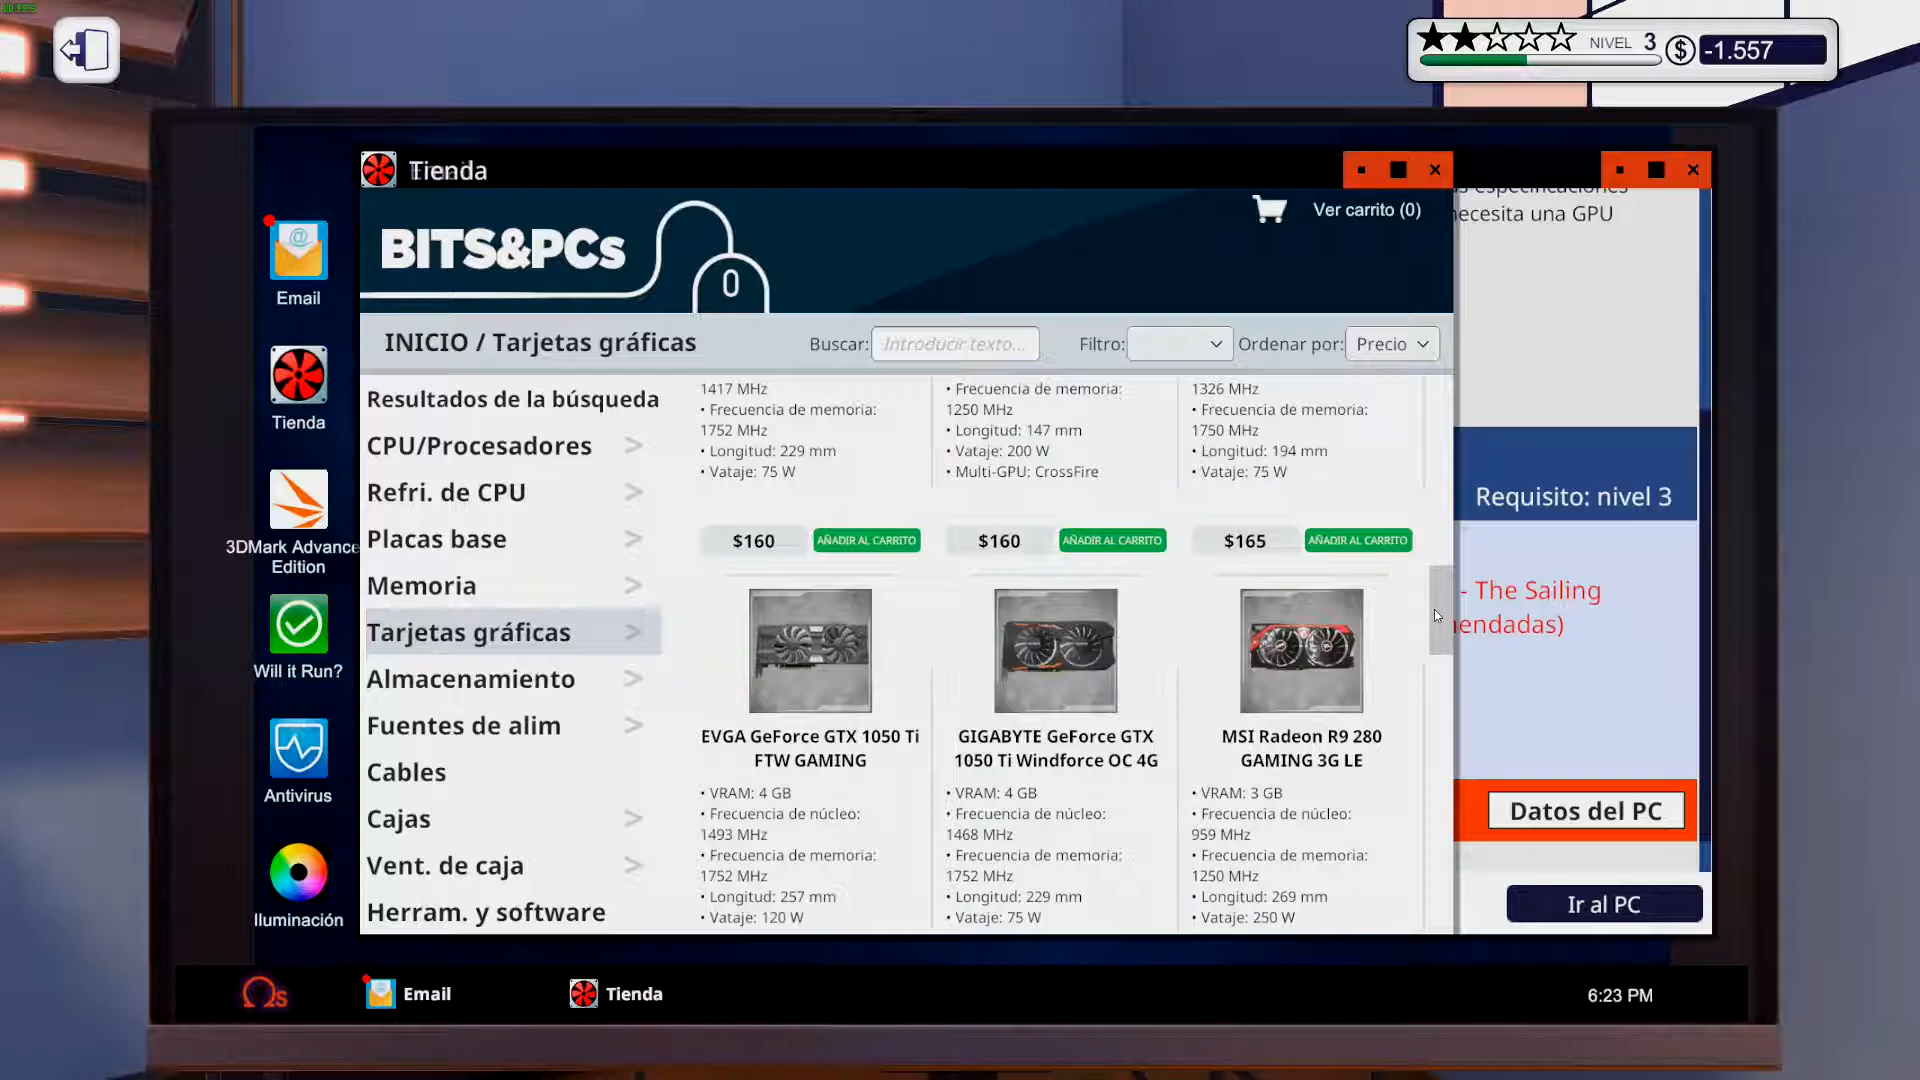 NIVEL 3
$ -1.557
Tienda
BITS&PCs
Ver carrito (0)
INICIO / Tarjetas gráficas
Buscar:
Introducir texto...
Filtro:
Ordenar por:
Precio
Resultados de la búsqueda
CPU/Procesadores >
Refri. de CPU >
Placas base >
Memoria >
Tarjetas gráficas >
Almacenamiento >
Fuentes de alim >
Cables
Cajas >
Vent. de caja >
Herram. y software
1417 MHz
• Frecuencia de memoria:
1752 MHz
• Longitud: 229 mm
• Vataje: 75 W
$160
AÑADIR AL CARRITO
• Frecuencia de memoria:
1250 MHz
• Longitud: 147 mm
• Vataje: 200 W
• Multi-GPU: CrossFire
$160
AÑADIR AL CARRITO
1326 MHz
• Frecuencia de memoria:
1750 MHz
• Longitud: 194 mm
• Vataje: 75 W
$165
AÑADIR AL CARRITO
EVGA GeForce GTX 1050 Ti
FTW GAMING
• VRAM: 4 GB
• Frecuencia de núcleo:
1493 MHz
• Frecuencia de memoria:
1752 MHz
• Longitud: 257 mm
• Vataje: 120 W
GIGABYTE GeForce GTX
1050 Ti Windforce OC 4G
• VRAM: 4 GB
• Frecuencia de núcleo:
1468 MHz
• Frecuencia de memoria:
1752 MHz
• Longitud: 229 mm
• Vataje: 75 W
MSI Radeon R9 280
GAMING 3G LE
• VRAM: 3 GB
• Frecuencia de núcleo:
959 MHz
• Frecuencia de memoria:
1250 MHz
• Longitud: 269 mm
• Vataje: 250 W
especificaciones
necesita una GPU
Requisito: nivel 3
- The Sailing
endadas)
Datos del PC
Ir al PC
Email
Tienda
3DMark Advance
Edition
Will it Run?
Antivirus
Iluminación
Ωs
Email
Tienda
6:23 PM